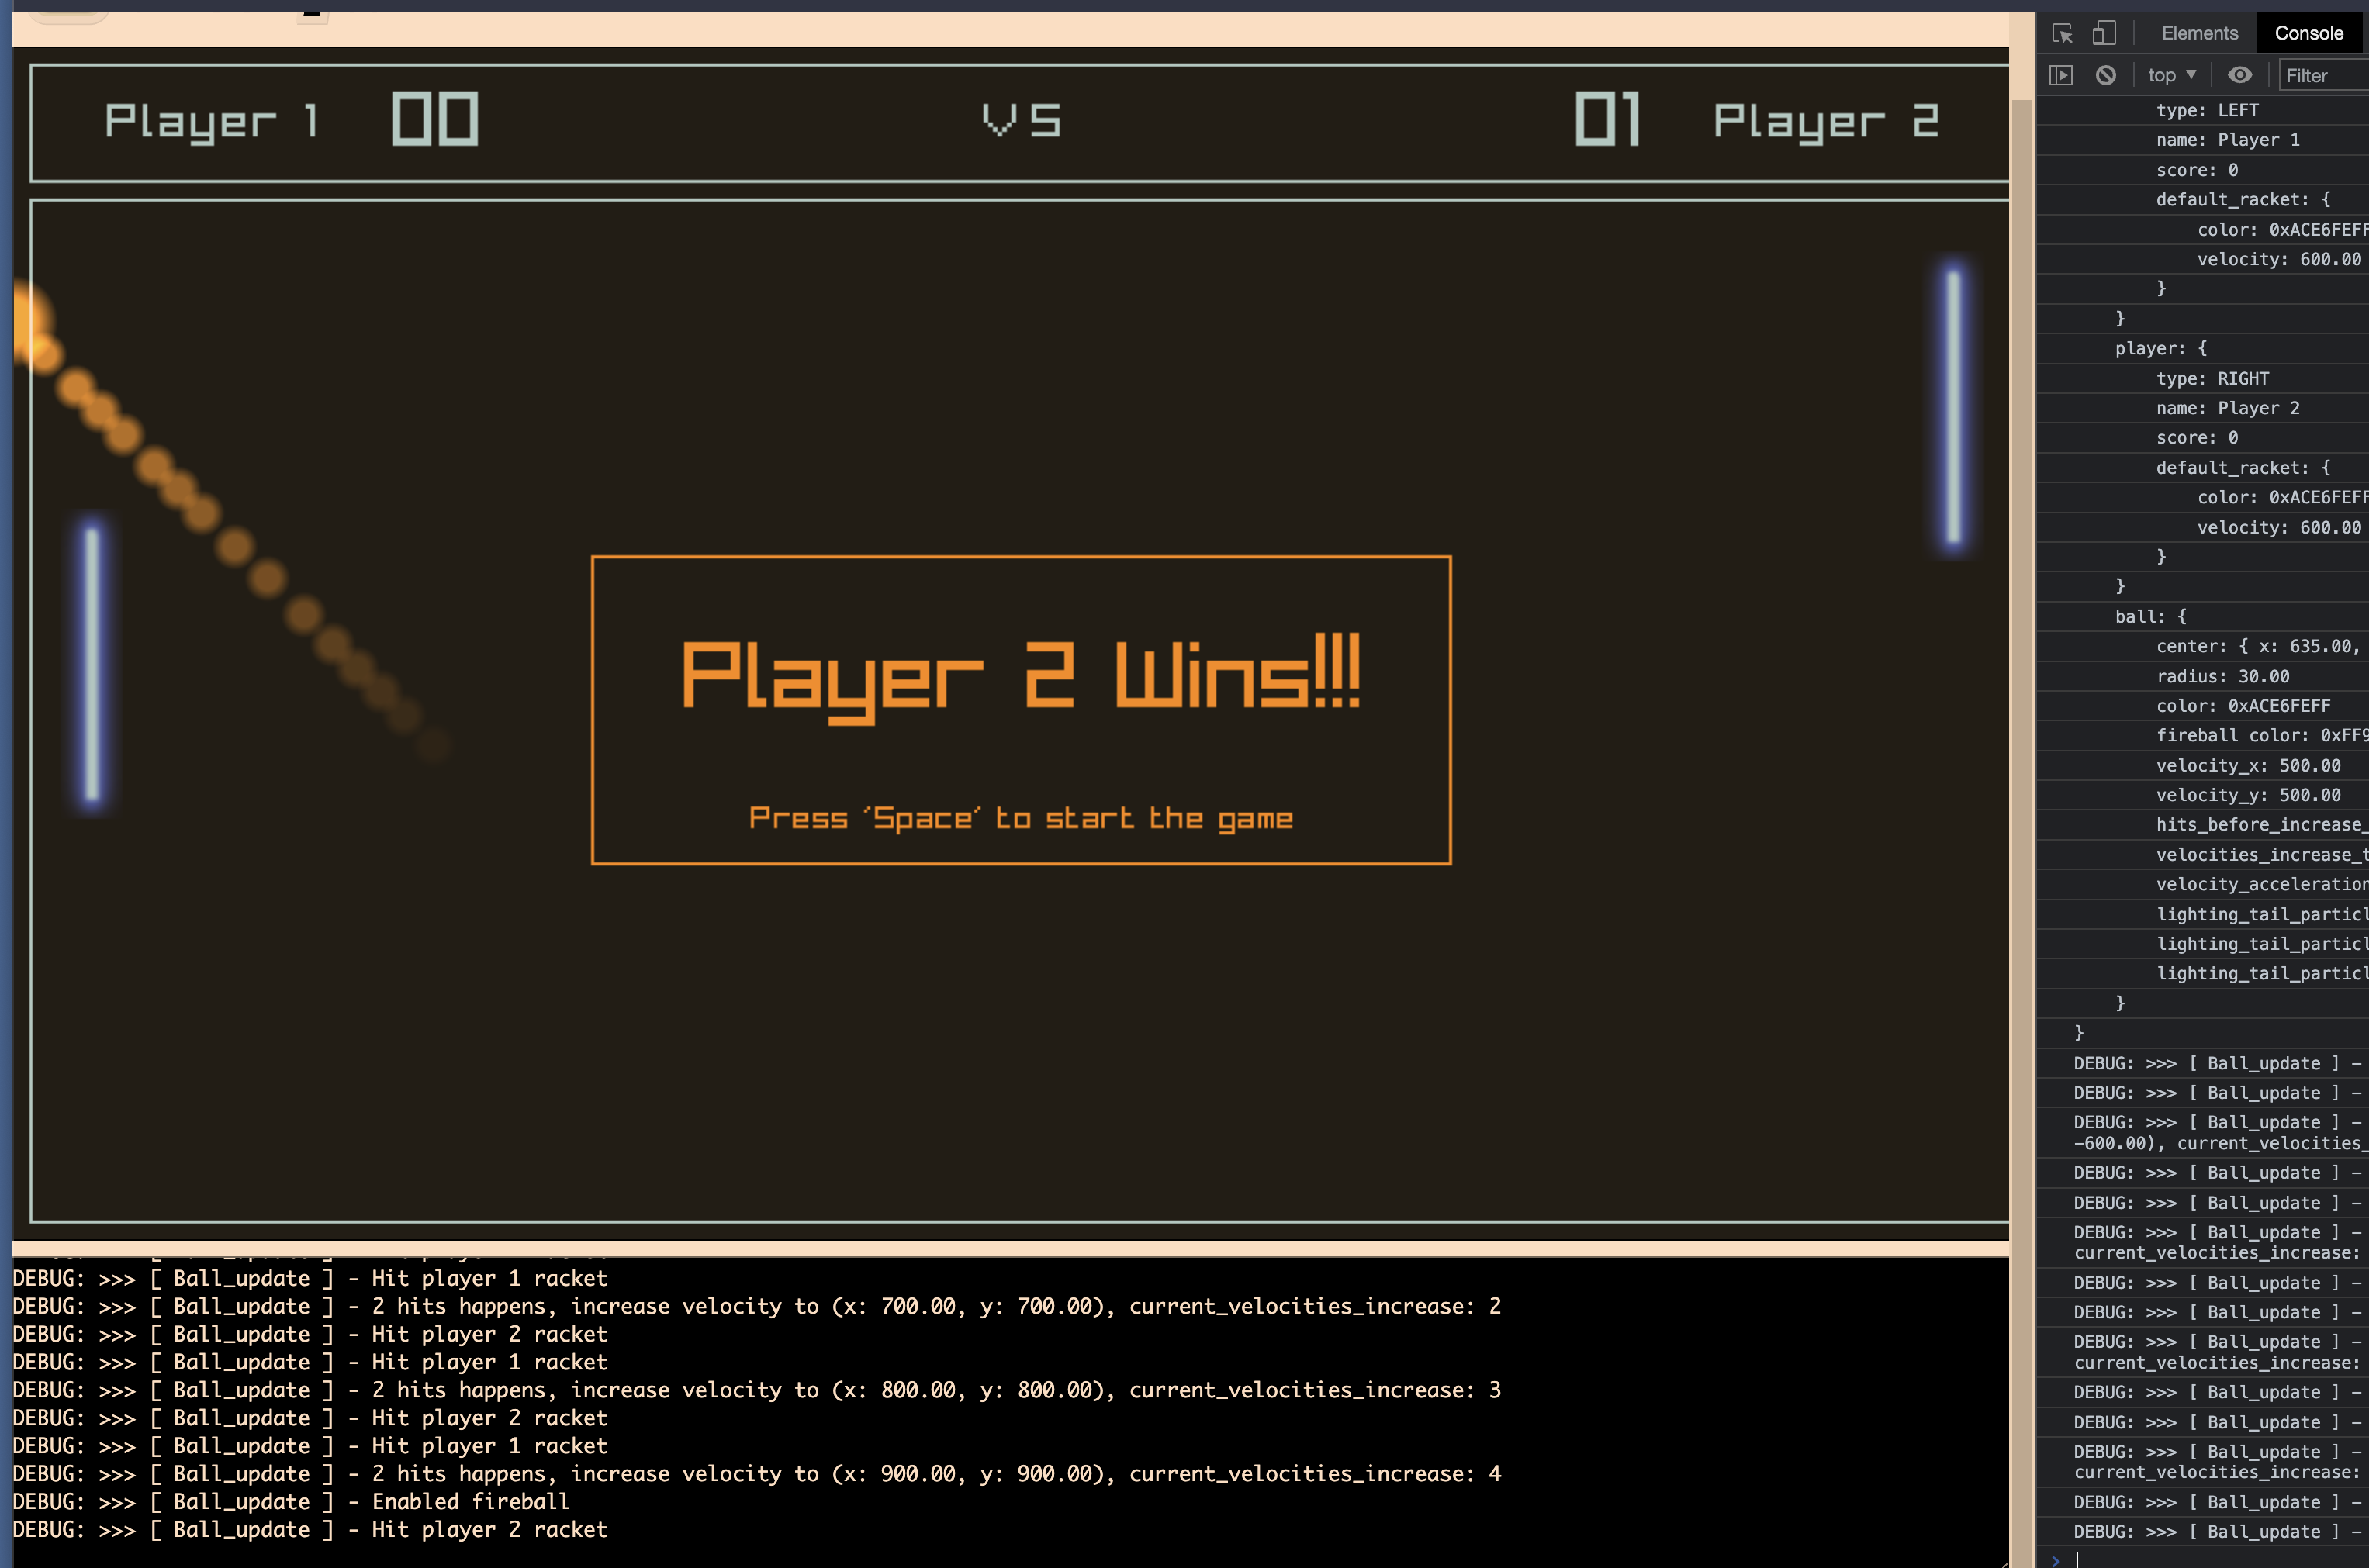 Player 1 00 VS 01 Player 2
Player 2 Wins!!!
Press 'Space' to start the game
DEBUG: >>> [ Ball_update ] - Hit player 1 racket
DEBUG: >>> [ Ball_update ] - 2 hits happens, increase velocity to (x: 700.00, y: 700.00), current_velocities_increase: 2
DEBUG: >>> [ Ball_update ] - Hit player 2 racket
DEBUG: >>> [ Ball_update ] - Hit player 1 racket
DEBUG: >>> [ Ball_update ] - 2 hits happens, increase velocity to (x: 800.00, y: 800.00), current_velocities_increase: 3
DEBUG: >>> [ Ball_update ] - Hit player 2 racket
DEBUG: >>> [ Ball_update ] - Hit player 1 racket
DEBUG: >>> [ Ball_update ] - 2 hits happens, increase velocity to (x: 900.00, y: 900.00), current_velocities_increase: 4
DEBUG: >>> [ Ball_update ] - Enabled fireball
DEBUG: >>> [ Ball_update ] - Hit player 2 racket
Elements Console
top Filter
type: LEFT
name: Player 1
score: 0
default_racket: {
color: 0xACE6FEFF
velocity: 600.00
}
}
player: {
type: RIGHT
name: Player 2
score: 0
default_racket: {
color: 0xACE6FEFF
velocity: 600.00
}
}
ball: {
center: { x: 635.00,
radius: 30.00
color: 0xACE6FEFF
fireball color: 0xFF9
velocity_x: 500.00
velocity_y: 500.00
hits_before_increase_
velocities_increase_t
velocity_acceleration
lighting_tail_particl
lighting_tail_particl
lighting_tail_particl
}
}
DEBUG: >>> [ Ball_update ] -
DEBUG: >>> [ Ball_update ] -
DEBUG: >>> [ Ball_update ] -
-600.00), current_velocities_
DEBUG: >>> [ Ball_update ] -
DEBUG: >>> [ Ball_update ] -
DEBUG: >>> [ Ball_update ] -
current_velocities_increase:
DEBUG: >>> [ Ball_update ] -
DEBUG: >>> [ Ball_update ] -
DEBUG: >>> [ Ball_update ] -
current_velocities_increase:
DEBUG: >>> [ Ball_update ] -
DEBUG: >>> [ Ball_update ] -
DEBUG: >>> [ Ball_update ] -
current_velocities_increase:
DEBUG: >>> [ Ball_update ] -
DEBUG: >>> [ Ball_update ] -
>